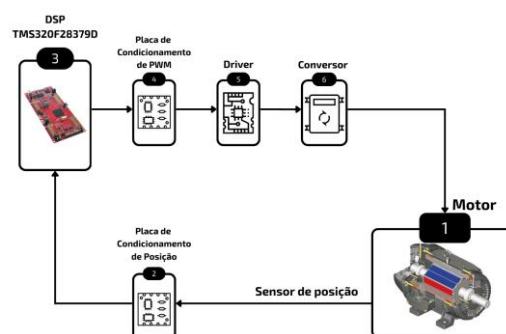 DSP
TMS320F28379D
3
Placa de
Condicionamento
de PWM
4
Driver
5
Conversor
6
Motor
1
Placa de
Condicionamento
de Posição
2
Sensor de posição